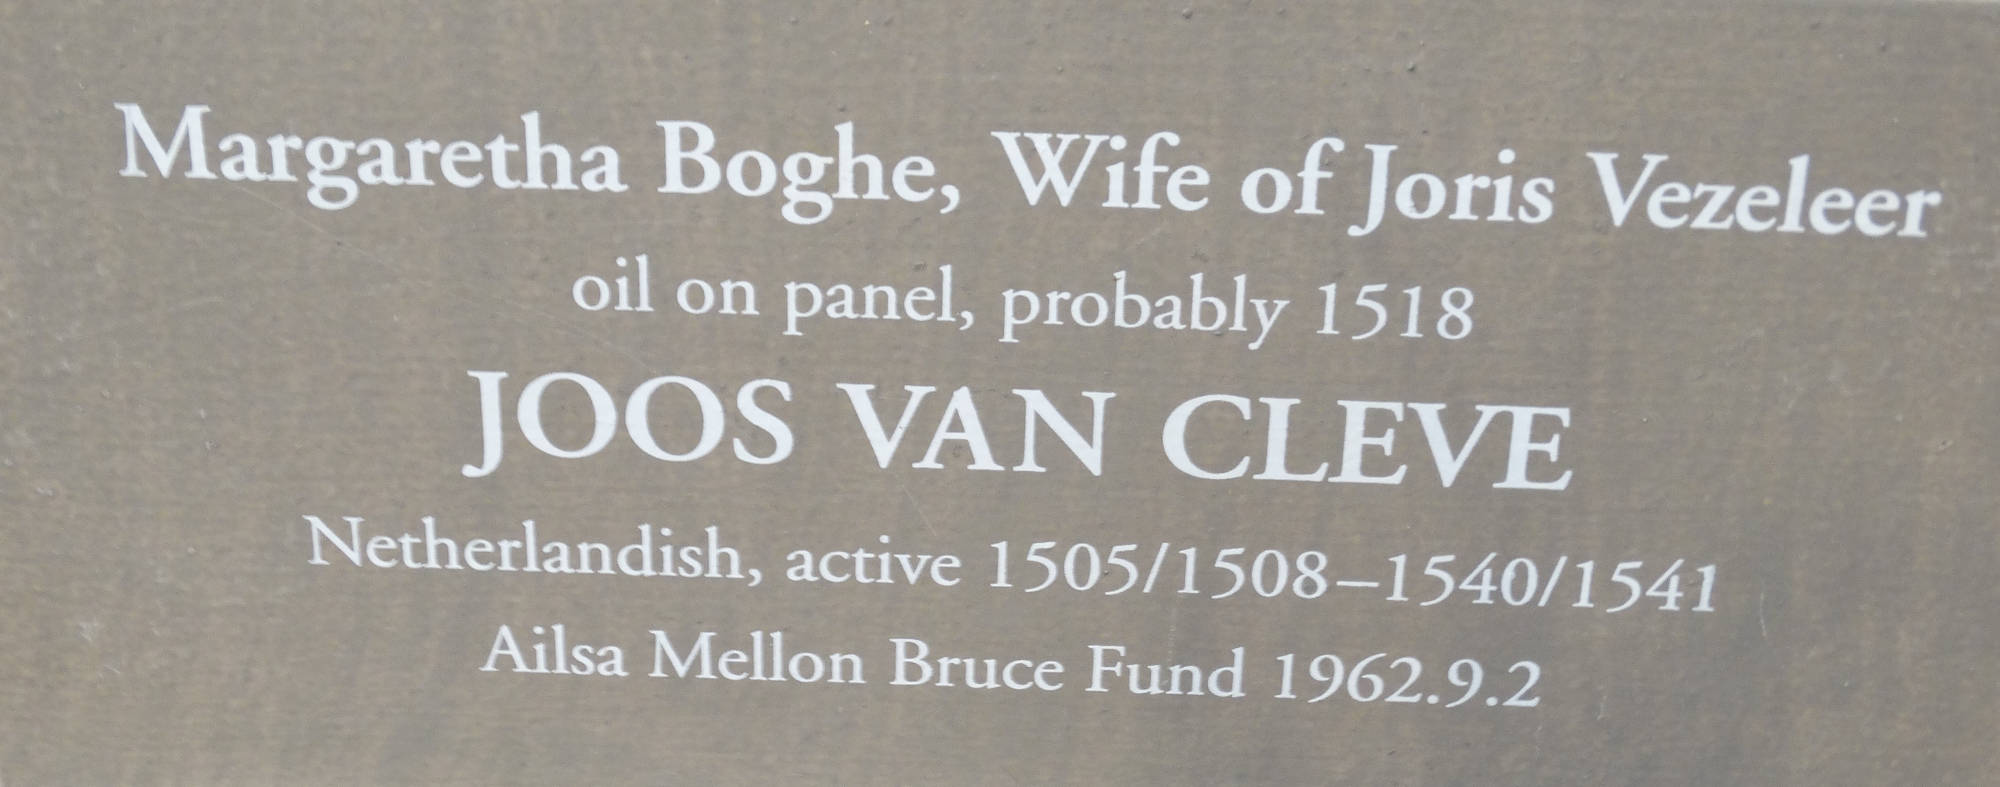 Margaretha Boghe, Wife of Joris Vezeleer
oil on panel, probably 1518
JOOS VAN CLEVE
Netherlandish, active 1505/1508–1540/1541
Ailsa Mellon Bruce Fund 1962.9.2